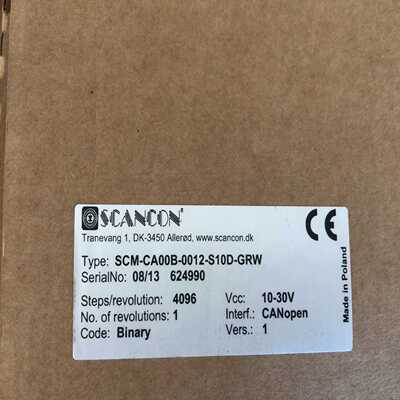 SCANCON
Tranevang 1, DK-3450 Allerød, www.scancon.dk
CE
Type: SCM-CA00B-0012-S10D-GRW
SerialNo: 08/13 624990
Steps/revolution: 4096 Vcc: 10-30V
No. of revolutions: 1 Interf.: CANopen
Code: Binary Vers.: 1
Made in Poland